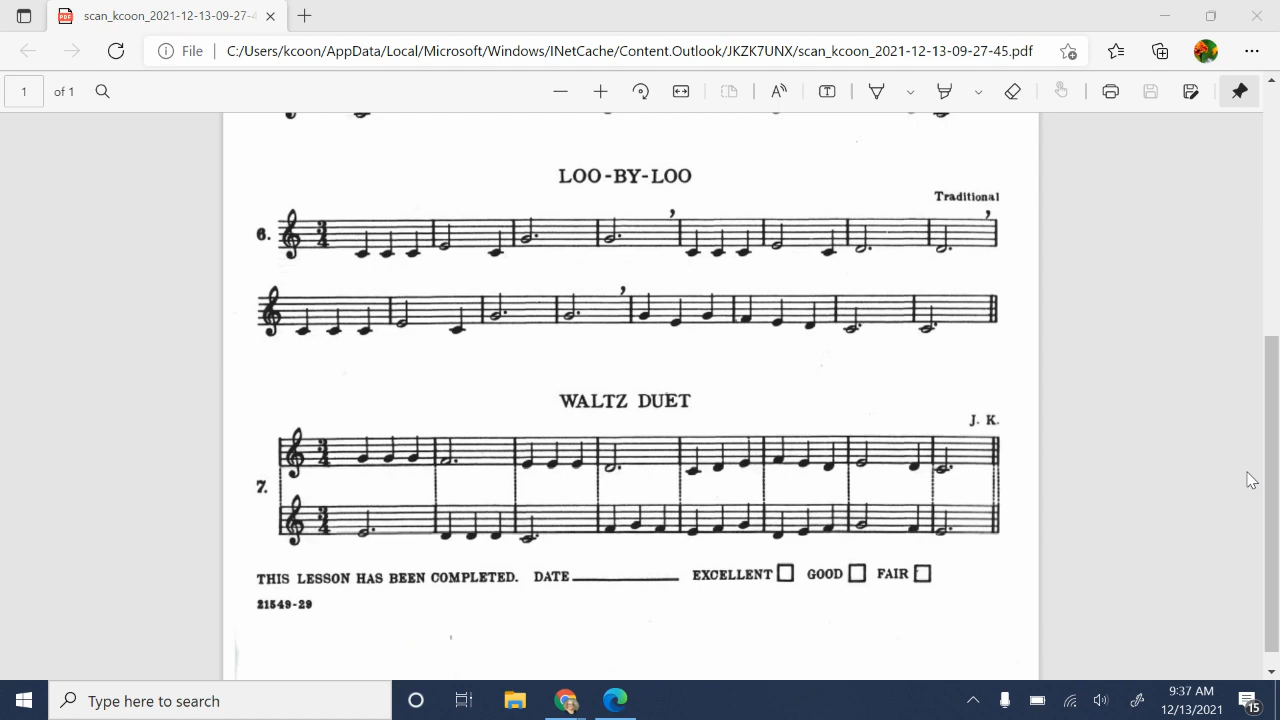 scan_kcoon_2021-12-13-09-27-4
File C:/Users/kcoon/AppData/Local/Microsoft/Windows/INetCache/Content.Outlook/JKZK7UNX/scan_kcoon_2021-12-13-09-27-45.pdf
1 of 1
LOO-BY-LOO
Traditional
6.
WALTZ DUET
J. K.
7.
THIS LESSON HAS BEEN COMPLETED. DATE EXCELLENT GOOD FAIR
21549-29
Type here to search
9:37 AM
12/13/2021
15